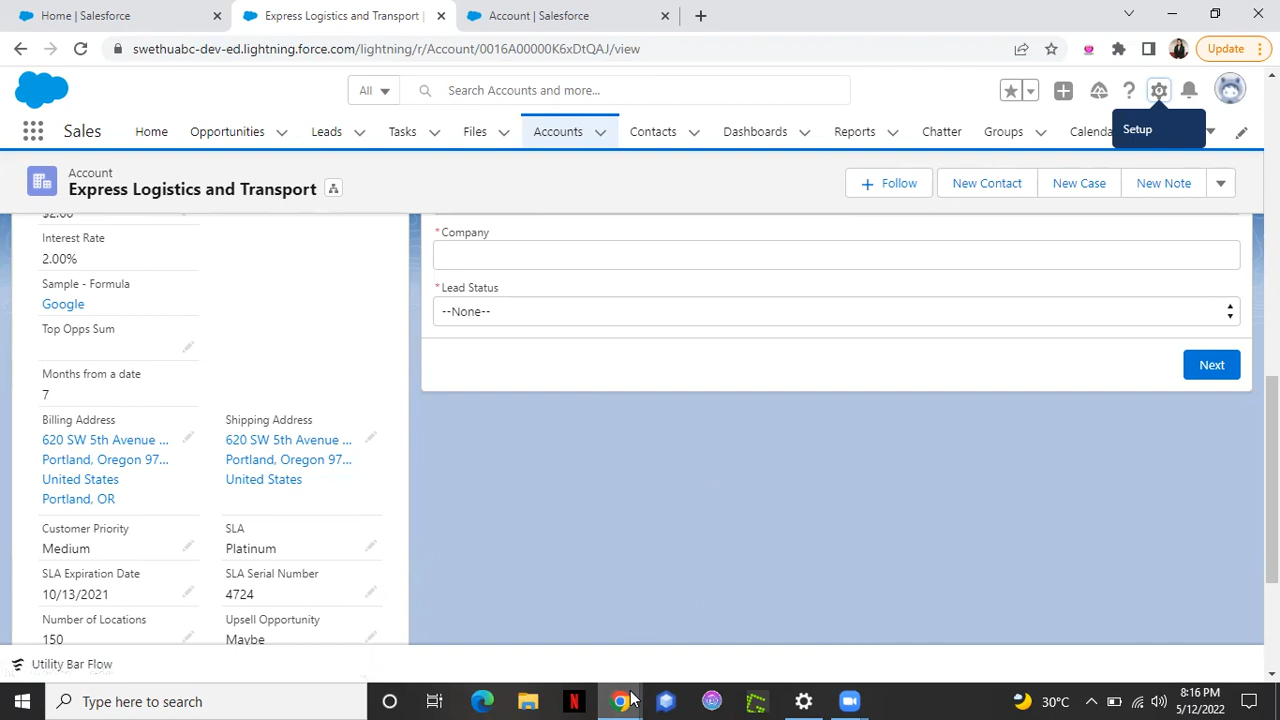 Home | Salesforce
Express Logistics and Transport |
Account | Salesforce
swethuabc-dev-ed.lightning.force.com/lightning/r/Account/0016A00000K6xDtQAJ/view
Update
All
Search Accounts and more...
Setup
Sales
Home
Opportunities
Leads
Tasks
Files
Accounts
Contacts
Dashboards
Reports
Chatter
Groups
Calenda
Account
Express Logistics and Transport
Follow
New Contact
New Case
New Note
$2.00
Interest Rate
2.00%
Sample - Formula
Google
Top Opps Sum
Months from a date
7
Billing Address
620 SW 5th Avenue ...
Portland, Oregon 97...
United States
Portland, OR
Shipping Address
620 SW 5th Avenue ...
Portland, Oregon 97...
United States
Customer Priority
Medium
SLA
Platinum
SLA Expiration Date
10/13/2021
SLA Serial Number
4724
Number of Locations
150
Upsell Opportunity
Maybe
*Company
*Lead Status
--None--
Next
Utility Bar Flow
Type here to search
30°C
8:16 PM
5/12/2022